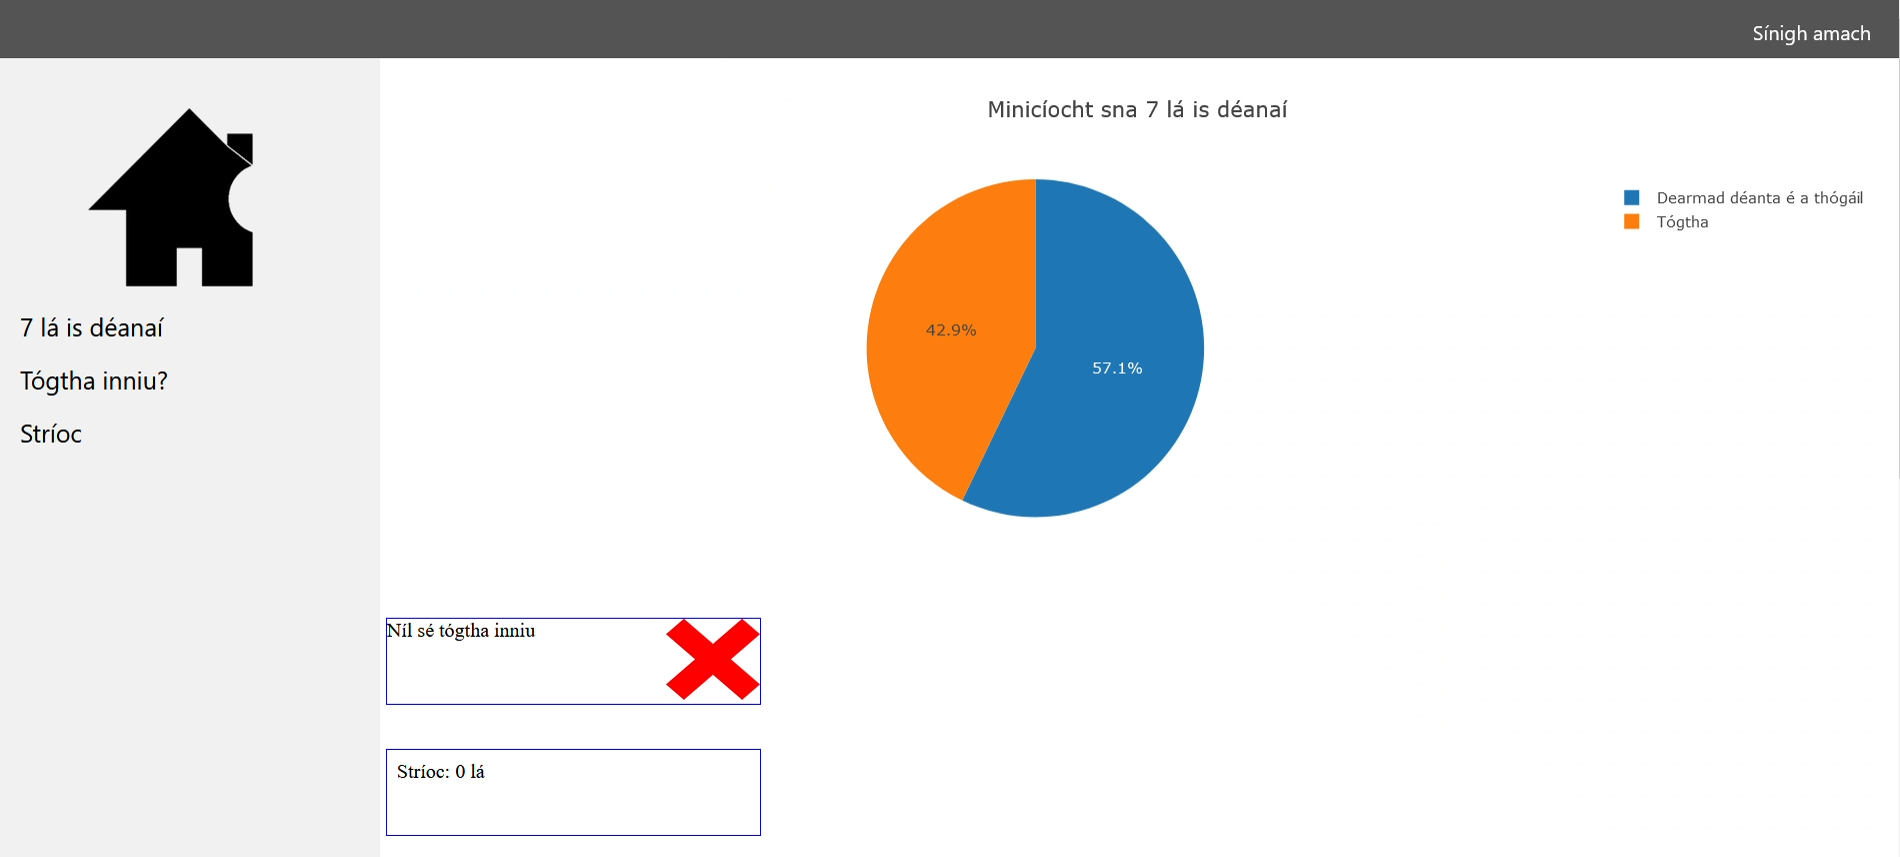 Sínigh amach
7 lá is déanaí
Tógtha inniu?
Stríoc
Minicíocht sna 7 lá is déanaí
Dearmad déanta é a thógáil
Tógtha
42.9%
57.1%
Níl sé tógtha inniu
Stríoc: 0 lá